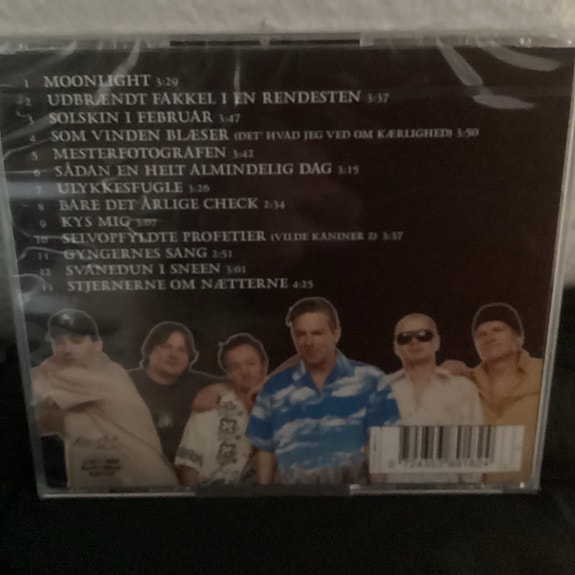 1 MOONLIGHT 3:29
2 UDBRÆNDT FAKKEL I EN RENDESTEN 3:37
3 SOLSKIN I FEBRUAR 3:47
4 SOM VINDEN BLÆSER (DET' HVAD JEG VED OM KÆRLIGHED) 3:50
5 MESTERFOTOGRAFEN 3:42
6 SÅDAN EN HELT ALMINDELIG DAG 3:15
7 ULYKKESFUGLE 3:26
8 BARE DET ÅRLIGE CHECK 2:34
9 KYS MIG 3:07
10 SELVOPFYLDTE PROFETIER (VILDE KANINER 2) 3:37
11 GYNGERNES SANG 2:51
12 SVANEDUN I SNEEN 3:01
13 STJERNERNE OM NÆTTERNE 4:25